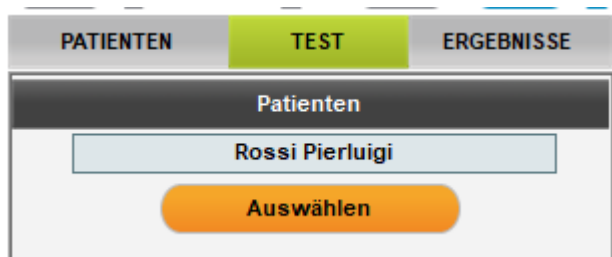 PATIENTEN TEST ERGEBNISSE
Patienten
Rossi Pierluigi
Auswählen